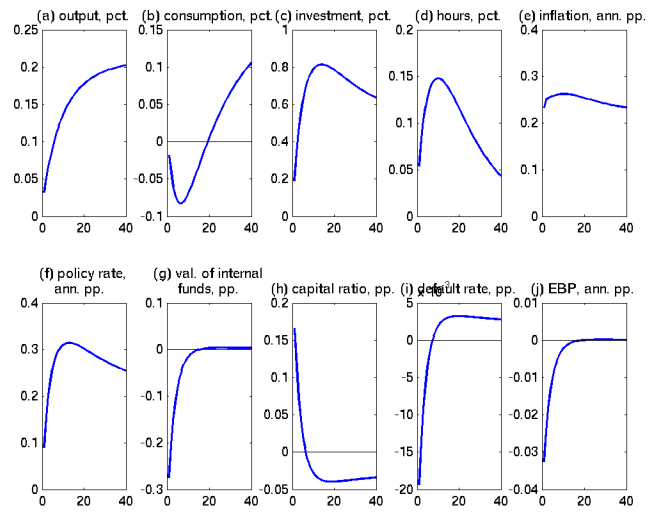 (a) output, pct.
0.25
0.2
0.15
0.1
0.05
0
0 20 40
(b) consumption, pct.
0.15
0.1
0.05
0
-0.05
-0.1
0 20 40
(c) investment, pct.
1
0.8
0.6
0.4
0.2
0
0 20 40
(d) hours, pct.
0.2
0.15
0.1
0.05
0
0 20 40
(e) inflation, ann. pp.
0.4
0.3
0.2
0.1
0
0 20 40
(f) policy rate,
ann. pp.
0.4
0.3
0.2
0.1
0
0 20 40
(g) val. of internal
funds, pp.
0.1
0
-0.1
-0.2
-0.3
0 20 40
(h) capital ratio, pp.
0.2
0.15
0.1
0.05
0
0.05
0 20 40
(i) default rate, pp.
5
0
-5
-10
-15
-20
0 20 40
(j) EBP, ann. pp.
0.01
0
-0.01
-0.02
-0.03
0.04
0 20 40